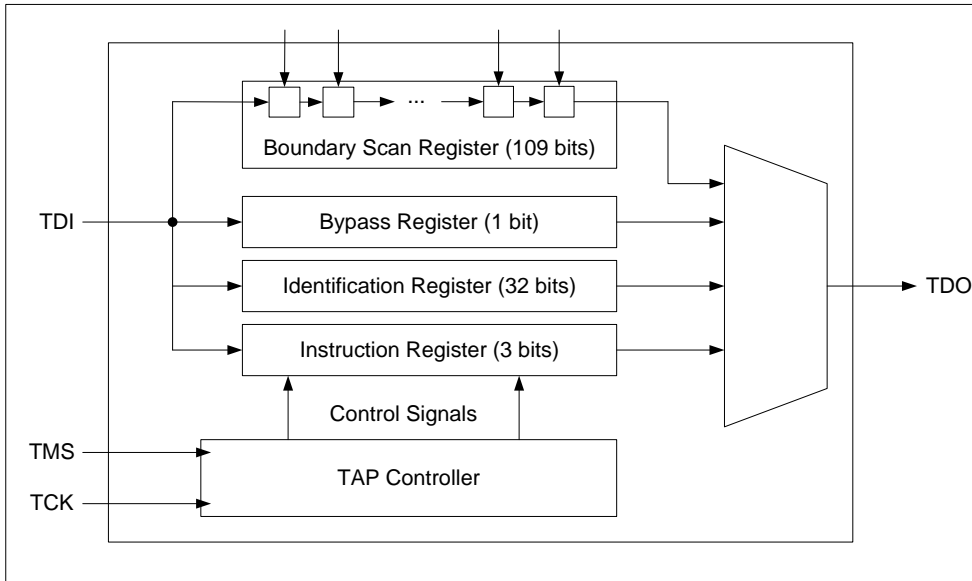 ...
Boundary Scan Register (109 bits)
TDI
Bypass Register (1 bit)
Identification Register (32 bits)
TDO
Instruction Register (3 bits)
Control Signals
TMS
TAP Controller
TCK